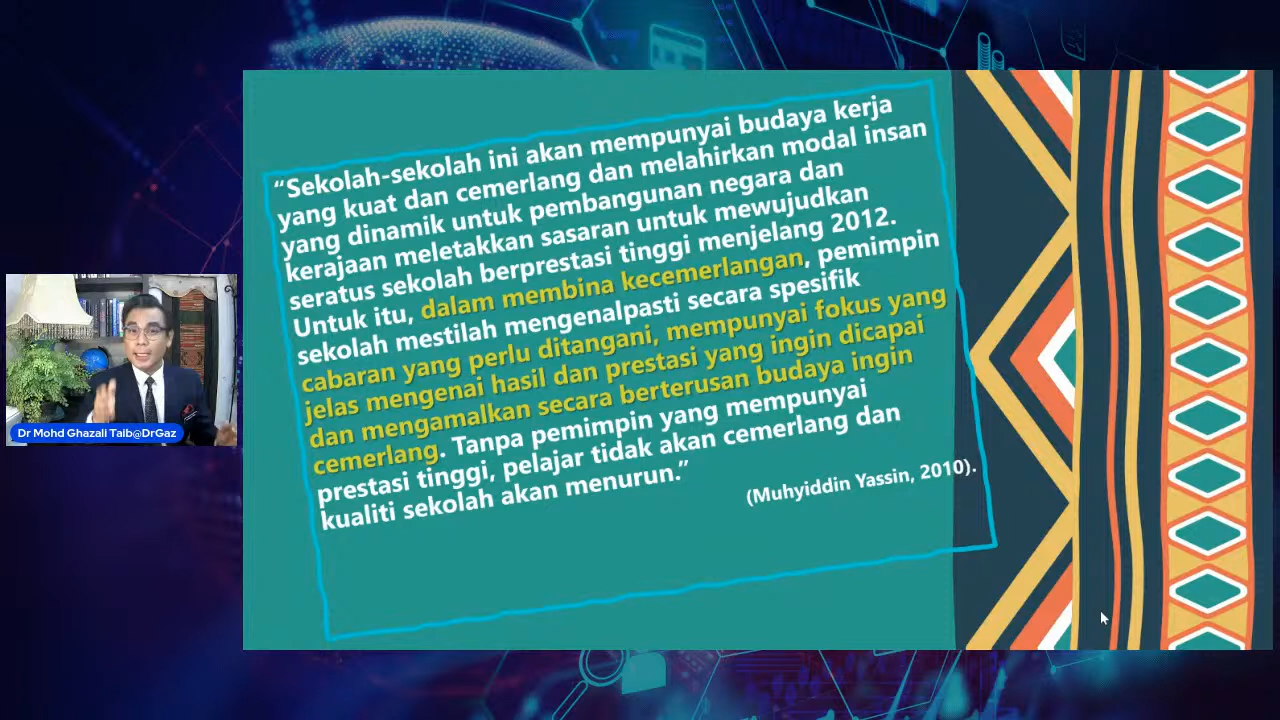 “Sekolah-sekolah ini akan mempunyai budaya kerja
yang kuat dan cemerlang dan melahirkan modal insan
yang dinamik untuk pembangunan negara dan
kerajaan meletakkan sasaran untuk mewujudkan
seratus sekolah berprestasi tinggi menjelang 2012.
Untuk itu, dalam membina kecemerlangan, pemimpin
sekolah mestilah mengenalpasti secara spesifik
cabaran yang perlu ditangani, mempunyai fokus yang
jelas mengenai hasil dan prestasi yang ingin dicapai
dan mengamalkan secara berterusan budaya ingin
cemerlang. Tanpa pemimpin yang mempunyai
prestasi tinggi, pelajar tidak akan cemerlang dan
kualiti sekolah akan menurun.”
(Muhyiddin Yassin, 2010).
Dr Mohd Ghazali Taib@DrGaz